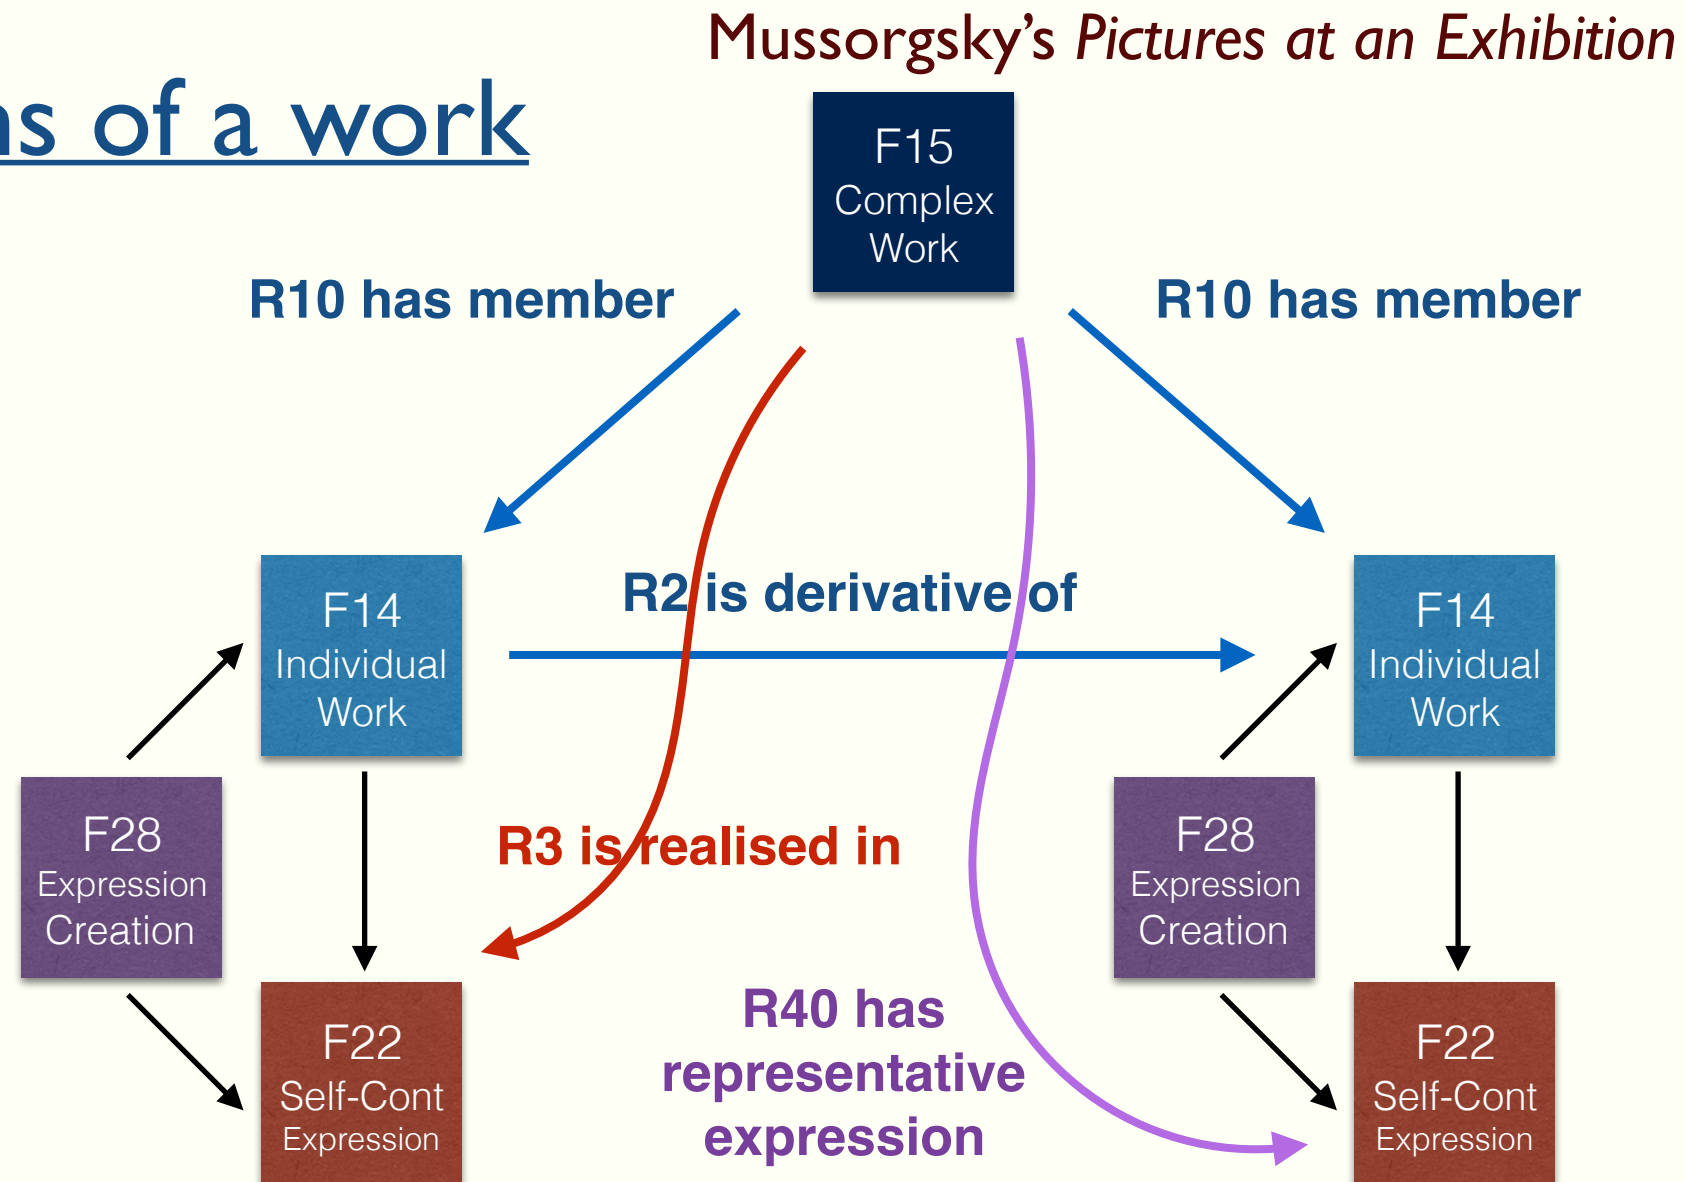 Mussorgsky's Pictures at an Exhibition
of a work
F15
Complex
Work
R10 has member
R10 has member
F14
Individual
Work
R2 is derivative of
F14
Individual
Work
F28
Expression
Creation
R3 is realised in
F28
Expression
Creation
F22
Self-Cont
Expression
R40 has
representative
expression
F22
Self-Cont
Expression